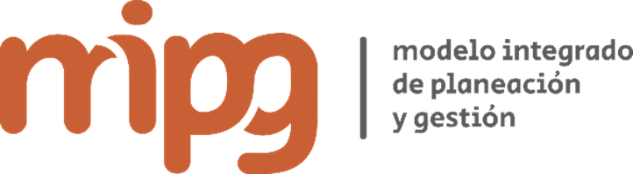 mipg
modelo integrado
de planeación
y gestión